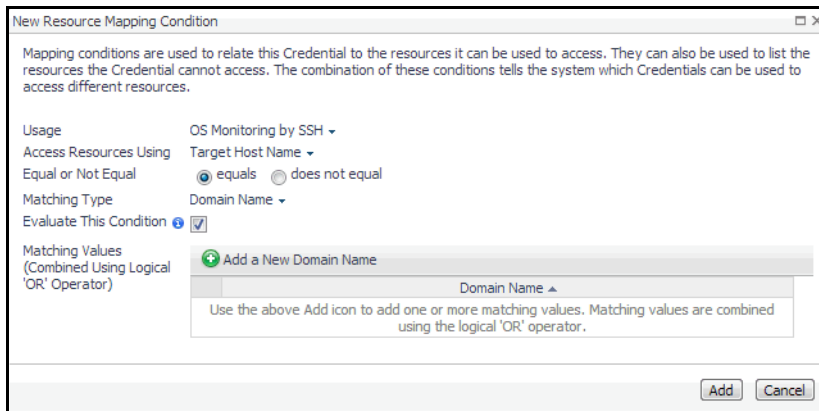 New Resource Mapping Condition
Mapping conditions are used to relate this Credential to the resources it can be used to access. They can also be used to list the
resources the Credential cannot access. The combination of these conditions tells the system which Credentials can be used to
access different resources.
Usage OS Monitoring by SSH
Access Resources Using Target Host Name
Equal or Not Equal equals does not equal
Matching Type Domain Name
Evaluate This Condition
Matching Values
(Combined Using Logical
'OR' Operator)
Add a New Domain Name
Domain Name
Use the above Add icon to add one or more matching values. Matching values are combined
using the logical 'OR' operator.
Add Cancel